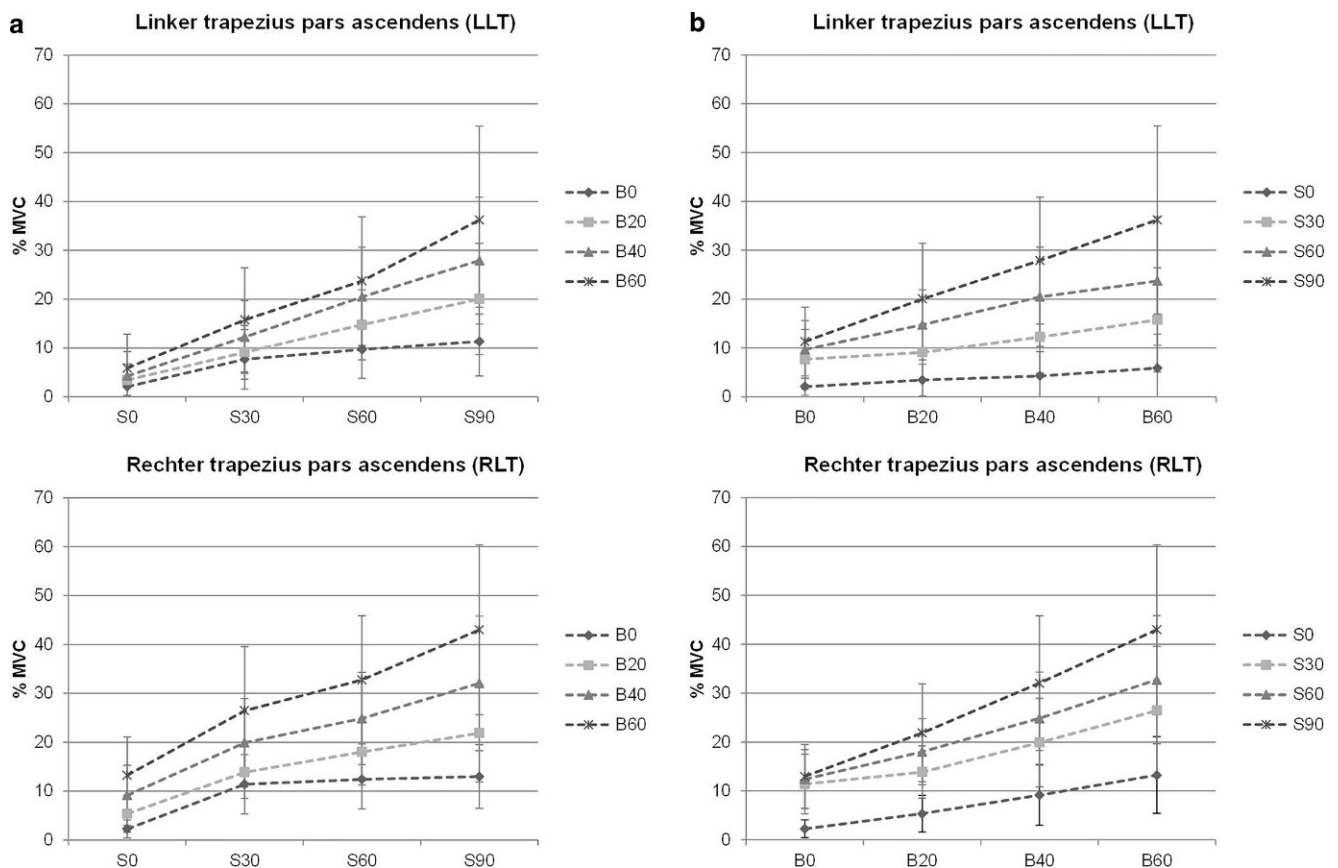 a
Linker trapezius pars ascendens (LLT)
70
60
50
40
30
20
10
0
% MVC
S0 S30 S60 S90
B0
B20
B40
B60
b
Linker trapezius pars ascendens (LLT)
70
60
50
40
30
20
10
0
% MVC
B0 B20 B40 B60
S0
S30
S60
S90
Rechter trapezius pars ascendens (RLT)
70
60
50
40
30
20
10
0
% MVC
S0 S30 S60 S90
B0
B20
B40
B60
Rechter trapezius pars ascendens (RLT)
70
60
50
40
30
20
10
0
% MVC
B0 B20 B40 B60
S0
S30
S60
S90